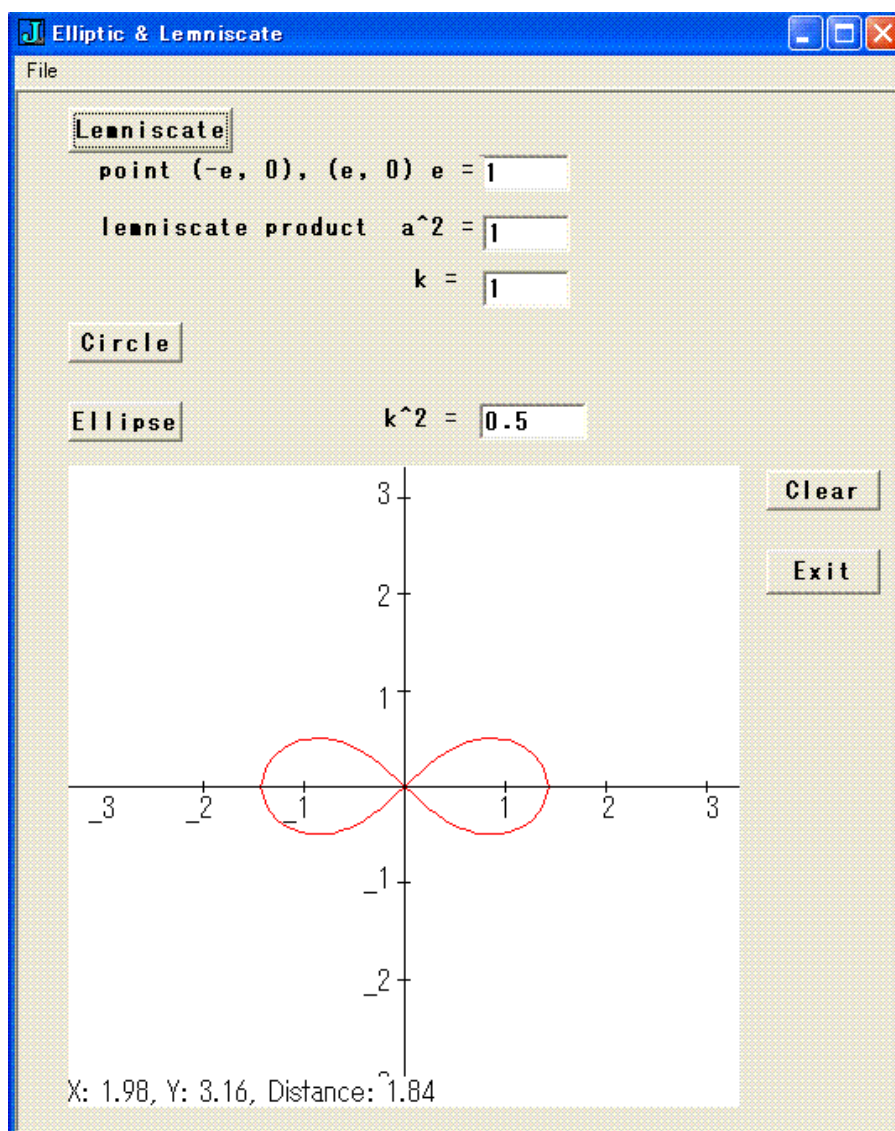 Elliptic & Lemniscate
File
Lemniscate
point (-e, 0), (e, 0) e = 1
lemniscate product a^2 = 1
k = 1
Circle
Ellipse k^2 = 0.5
Clear
Exit
3
2
1
_3 _2 _1 1 2 3
_1
_2
X: 1.98, Y: 3.16, Distance: 1.84